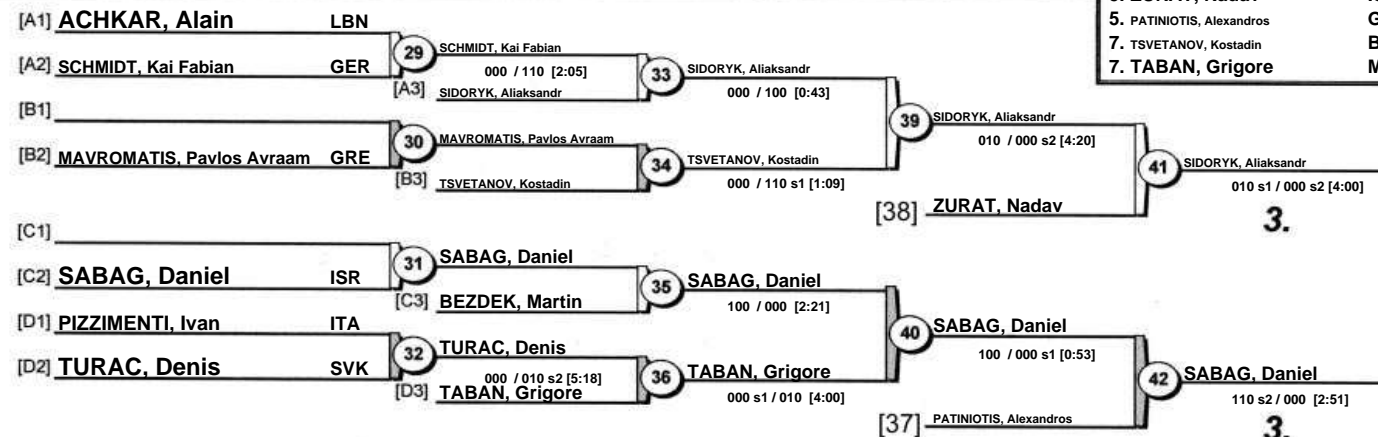 [A1] ACHKAR, Alain LBN
[A2] SCHMIDT, Kai Fabian GER
29
SCHMIDT, Kai Fabian
000 / 110 [2:05]
[A3] SIDORYK, Aliaksandr
33
SIDORYK, Aliaksandr
000 / 100 [0:43]
[B1]
[B2] MAVROMATIS, Pavlos Avraam GRE
30
MAVROMATIS, Pavlos Avraam
[B3] TSVETANOV, Kostadin
34
TSVETANOV, Kostadin
000 / 110 s1 [1:09]
39
SIDORYK, Aliaksandr
010 / 000 s2 [4:20]
[38] ZURAT, Nadav
41
SIDORYK, Aliaksandr
010 s1 / 000 s2 [4:00]
3.
[C1]
[C2] SABAG, Daniel ISR
31
SABAG, Daniel
[C3] BEZDEK, Martin
35
SABAG, Daniel
100 / 000 [2:21]
[D1] PIZZIMENTI, Ivan ITA
[D2] TURAC, Denis SVK
32
TURAC, Denis
000 / 010 s2 [5:18]
[D3] TABAN, Grigore
36
TABAN, Grigore
000 s1 / 010 [4:00]
40
SABAG, Daniel
100 / 000 s1 [0:53]
[37] PATINIOTIS, Alexandros
42
SABAG, Daniel
110 s2 / 000 [2:51]
3.
5. PATINIOTIS, Alexandros G
7. TSVETANOV, Kostadin B
7. TABAN, Grigore M